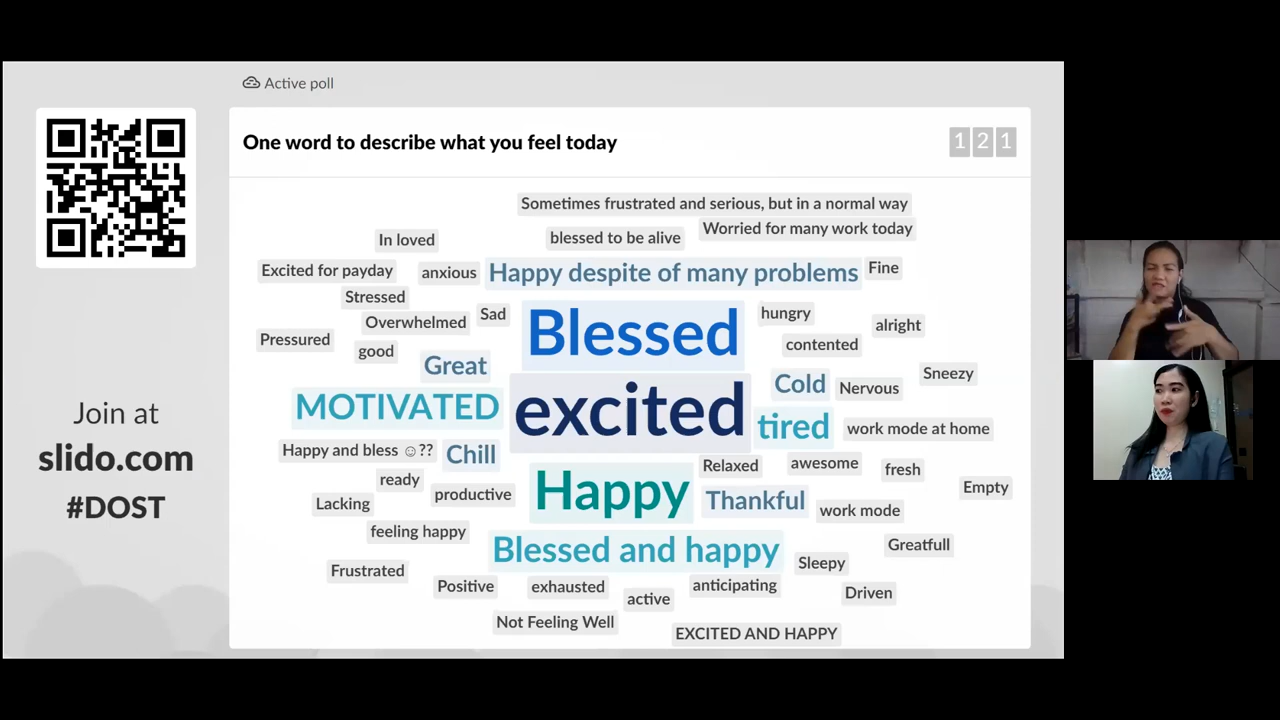 Active poll
One word to describe what you feel today
121
Sometimes frustrated and serious, but in a normal way
Worried for many work today
In loved
blessed to be alive
Excited for payday
anxious
Happy despite of many problems
Fine
Stressed
Sad
hungry
Overwhelmed
alright
Pressured
good
Blessed
contented
Great
Cold
Nervous
Sneezy
MOTIVATED
excited
tired
work mode at home
Happy and bless ☺??
Chill
Relaxed
awesome
fresh
ready
productive
Happy
Thankful
Empty
Lacking
work mode
feeling happy
Blessed and happy
Greatfull
Frustrated
Sleepy
Positive
exhausted
active
anticipating
Driven
Not Feeling Well
EXCITED AND HAPPY
Join at
slido.com
#DOST